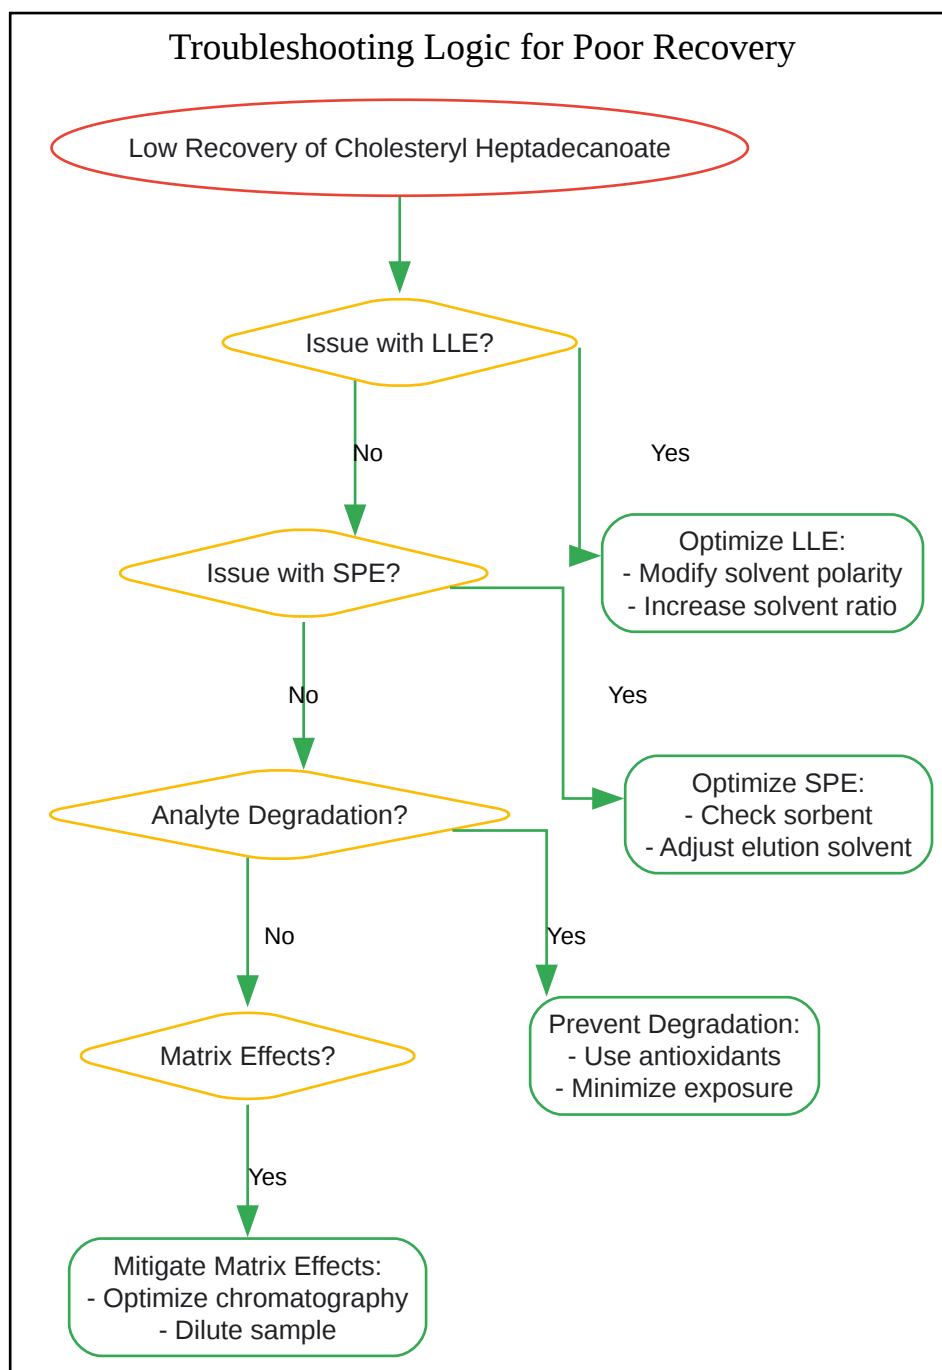 Troubleshooting Logic for Poor Recovery
Low Recovery of Cholesteryl Heptadecanoate
Issue with LLE?
No
Yes
Optimize LLE:
- Modify solvent polarity
- Increase solvent ratio
Issue with SPE?
No
Yes
Optimize SPE:
- Check sorbent
- Adjust elution solvent
Analyte Degradation?
No
Yes
Prevent Degradation:
- Use antioxidants
- Minimize exposure
Matrix Effects?
Yes
Mitigate Matrix Effects:
- Optimize chromatography
- Dilute sample